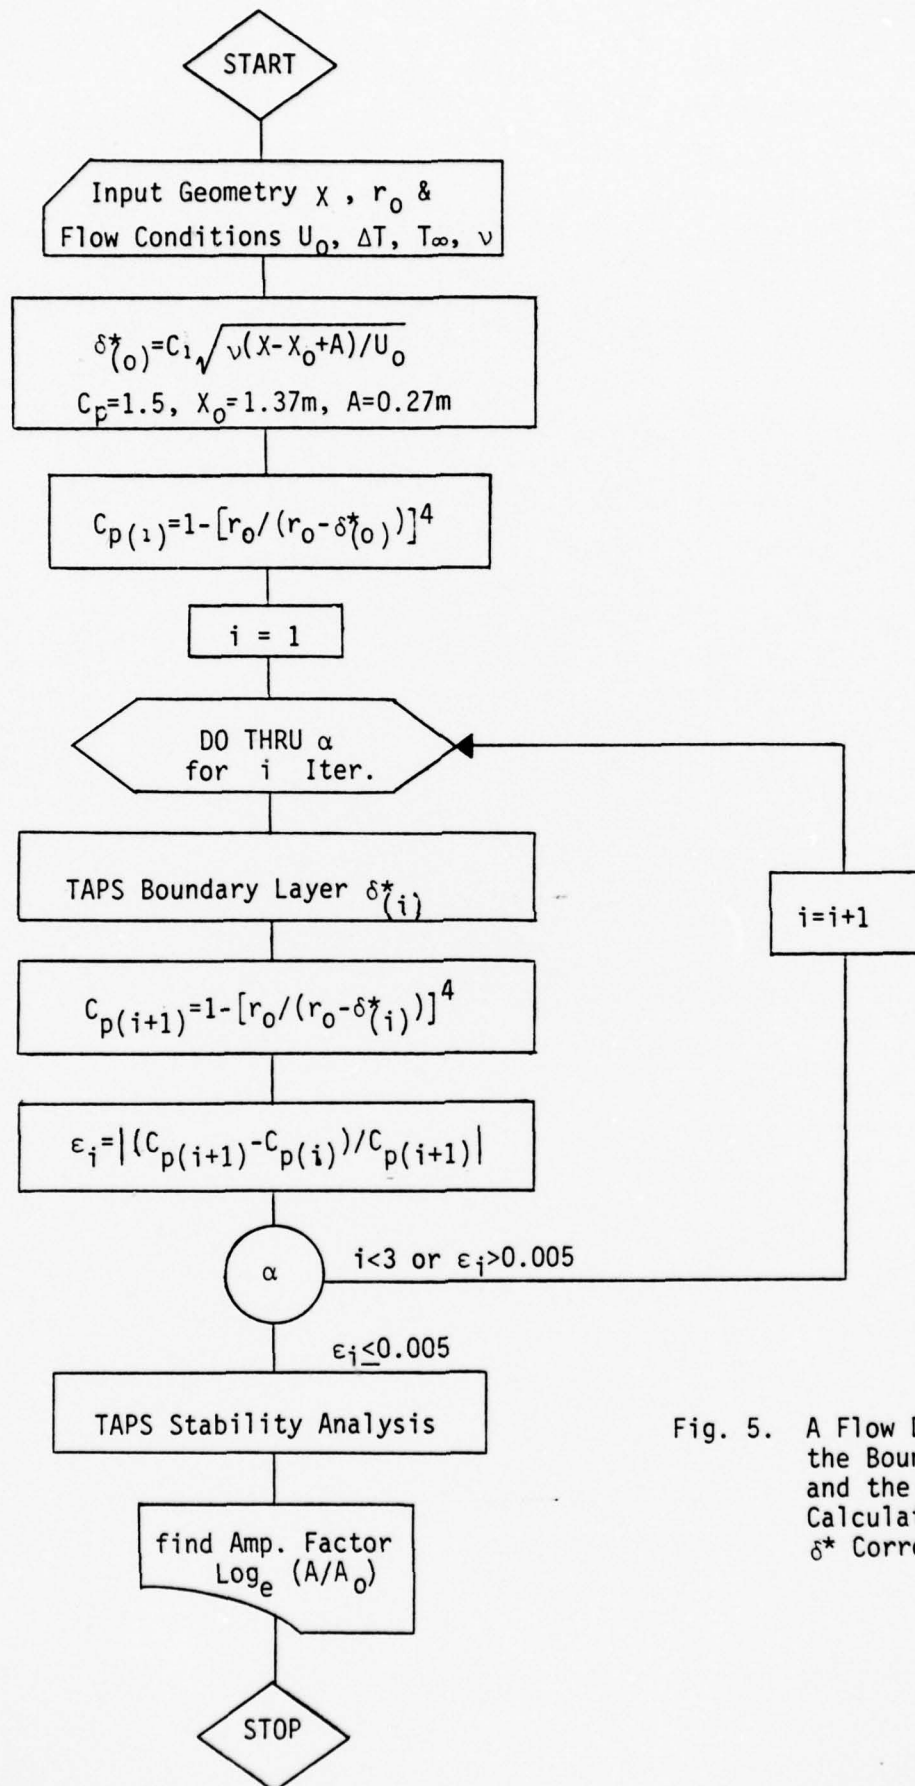 START
Input Geometry X , r₀ &
Flow Conditions U₀, ΔT, T∞, ν
δ*(₀)=C₁√ν(X-X₀+A)/U₀
Cp=1.5, X₀=1.37m, A=0.27m
Cp(₁)=1-[r₀/(r₀-δ*(₀))]⁴
i = 1
DO THRU α
for i Iter.
TAPS Boundary Layer δ*(i)
i=i+1
Cp(i+1)=1-[r₀/(r₀-δ*(i))]⁴
εi=|(Cp(i+1)-Cp(i))/Cp(i+1)|
α
i<3 or εi>0.005
εi≤0.005
TAPS Stability Analysis
find Amp. Factor
Logₑ (A/A₀)
STOP
Fig. 5. A Flow
the
and the
δ*